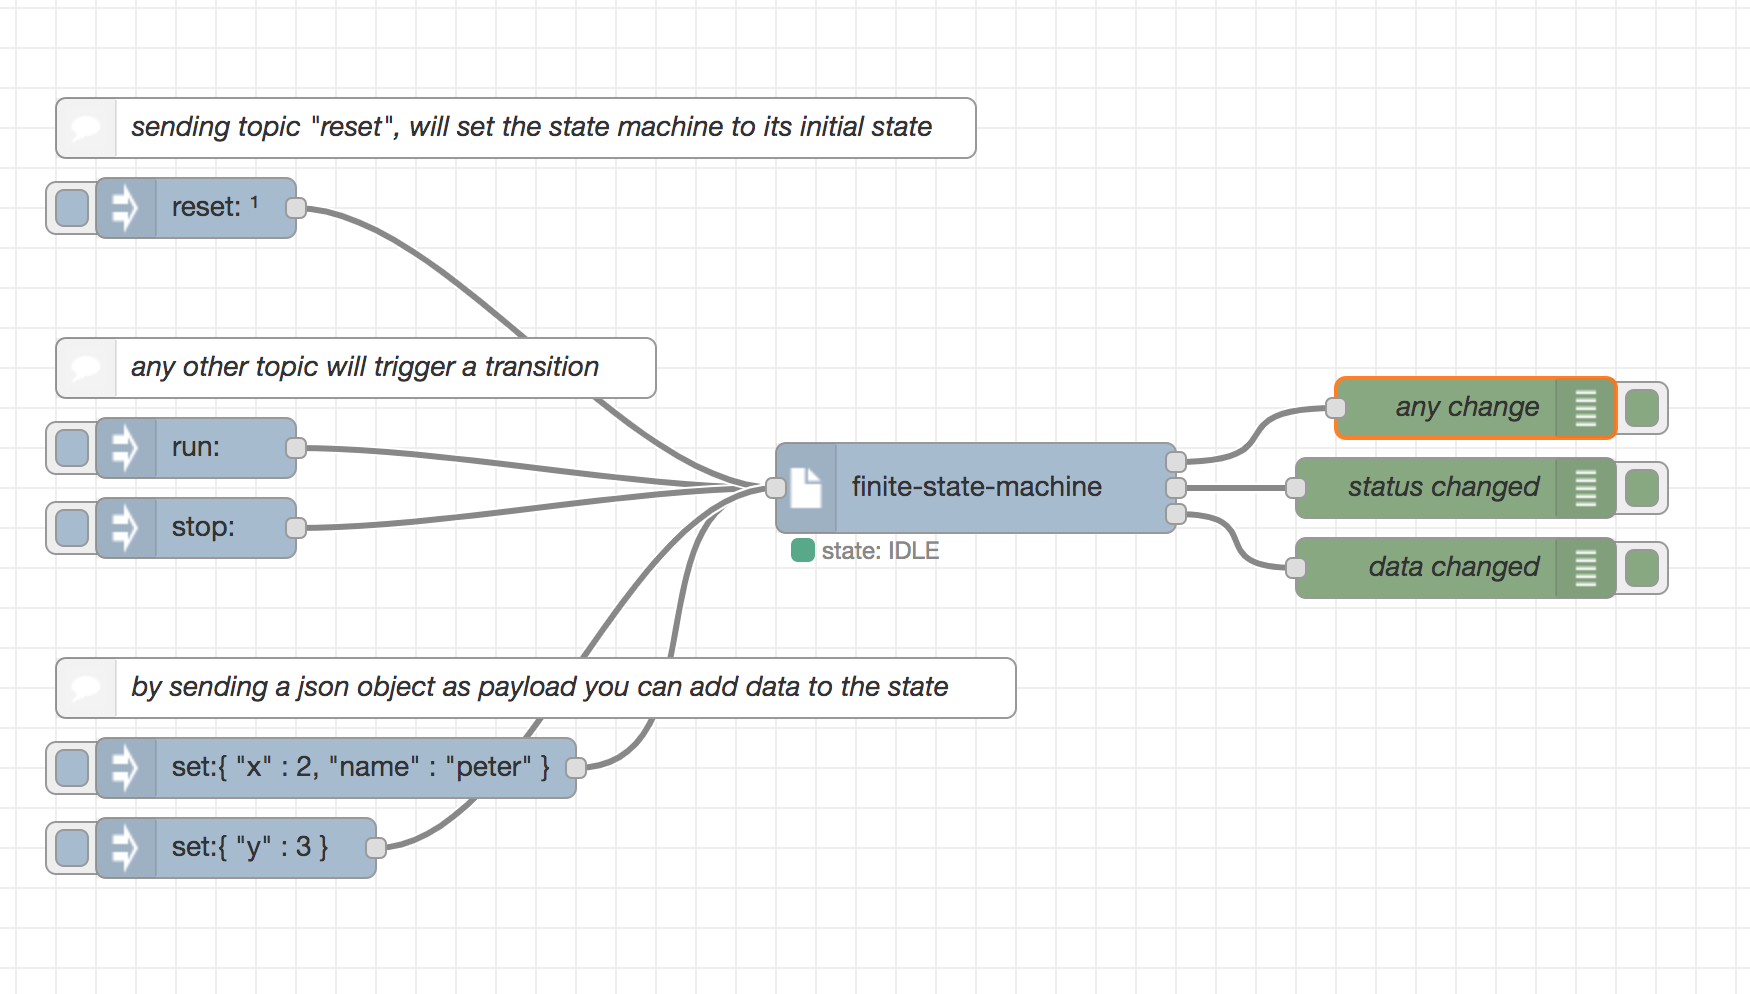 sending topic "reset", will set the state machine to its initial state
reset: ¹
any other topic will trigger a transition
run:
stop:
finite-state-machine
state: IDLE
any change
status changed
data changed
by sending a json object as payload you can add data to the state
set:{ "x" : 2, "name" : "peter" }
set:{ "y" : 3 }